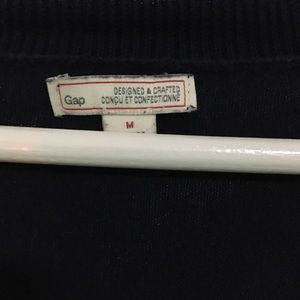 Gap
DESIGNED & CRAFTED
CONÇU ET CONFECTIONNÉ
M